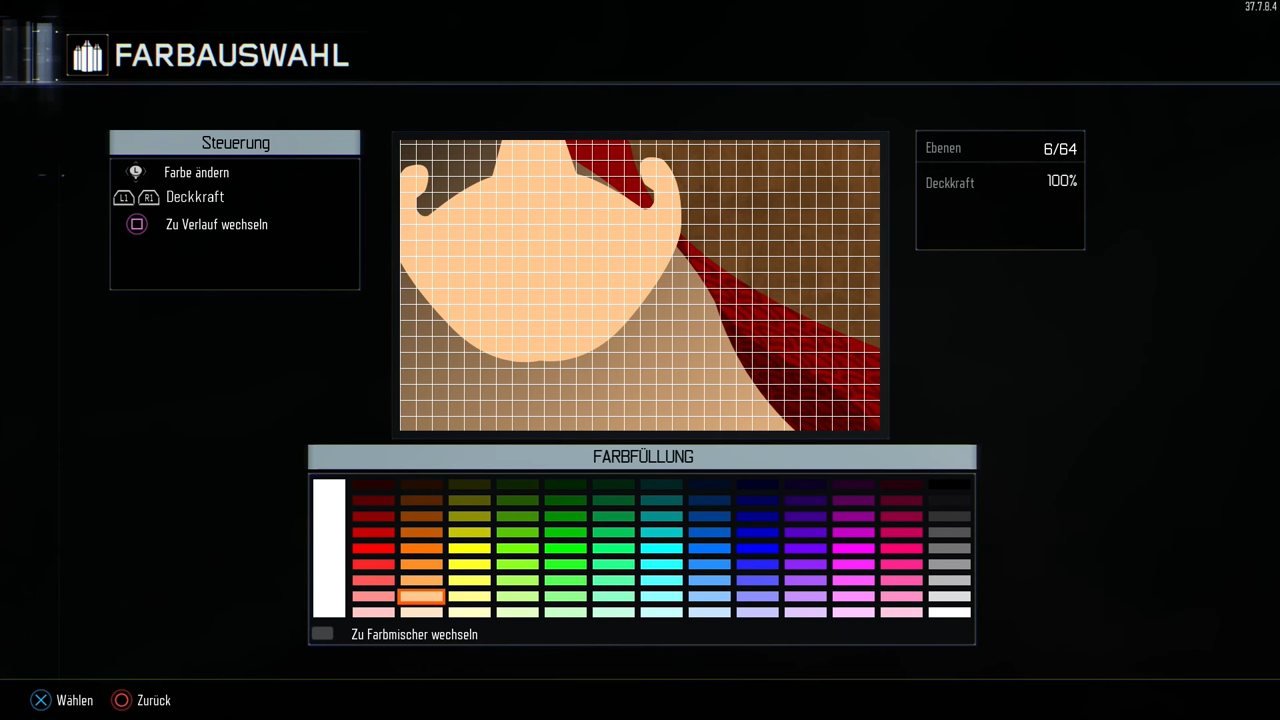 37.7.8.4
FARBAUSWAHL
Steuerung
L Farbe ändern
L1 R1 Deckkraft
Zu Verlauf wechseln
Ebenen 6/64
Deckkraft 100%
FARBFÜLLUNG
Zu Farbmischer wechseln
Wählen Zurück